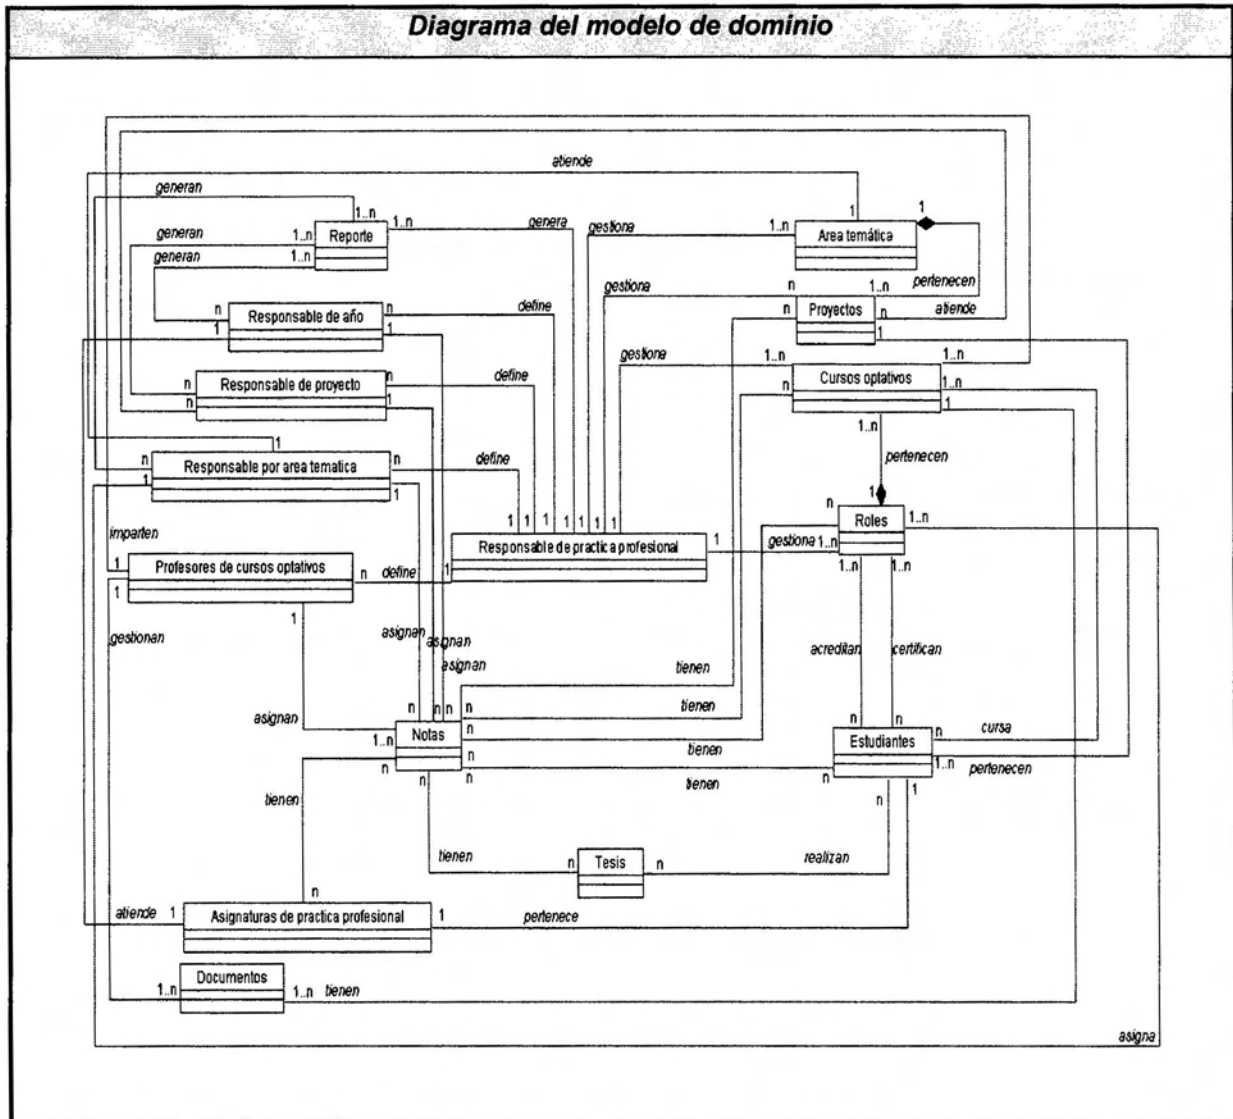 Diagrama del modelo de dominio
atiende
generan
1..n
1..n
genera
gestiona
1..n
1
1
Reporte
Area temática
generan
1..n
generan
1..n
pertenecen
gestiona
n
1..n
n
Responsable de año
n
define
n
Proyectos
n
atiende
1
1
1
gestiona
1..n
1..n
n
Responsable de proyecto
n
define
n
Cursos optativos
1..n
n
1
1
1
1..n
n
Responsable por area tematica
n
define
pertenecen
1
1
1
n
Roles
1..n
imparten
1
1
1
1
1
1
1
Responsable de practica profesional
1
gestiona
1..n
1
Profesores de cursos optativos
n
define
1
1..n
1..n
1
1
gestionan
asignan
asignan
asignan
acreditan
certifican
tienen
tienen
asignan
n
n
n
n
n
n
n
1..n
Notas
n
tienen
Estudiantes
n
cursa
n
n
n
n
tienen
n
1..n
pertenecen
n
1
tienen
tienen
n
Tesis
n
realizan
n
atiende
1
Asignaturas de practica profesional
1
pertenece
1..n
Documentos
1..n
tienen
asigna